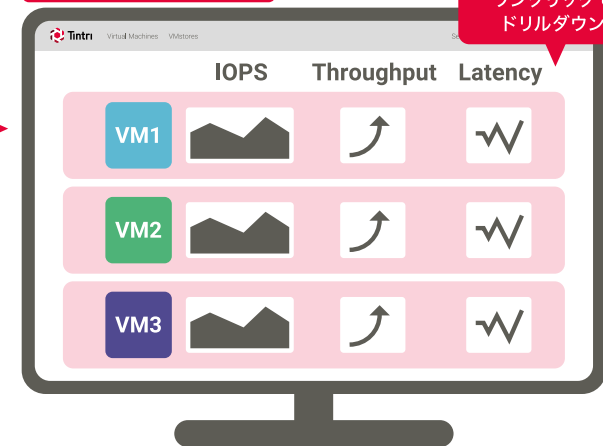 ドリルダウン
Tintri Virtual Machines VMstores
IOPS Throughput Latency
VM1
VM2
VM3